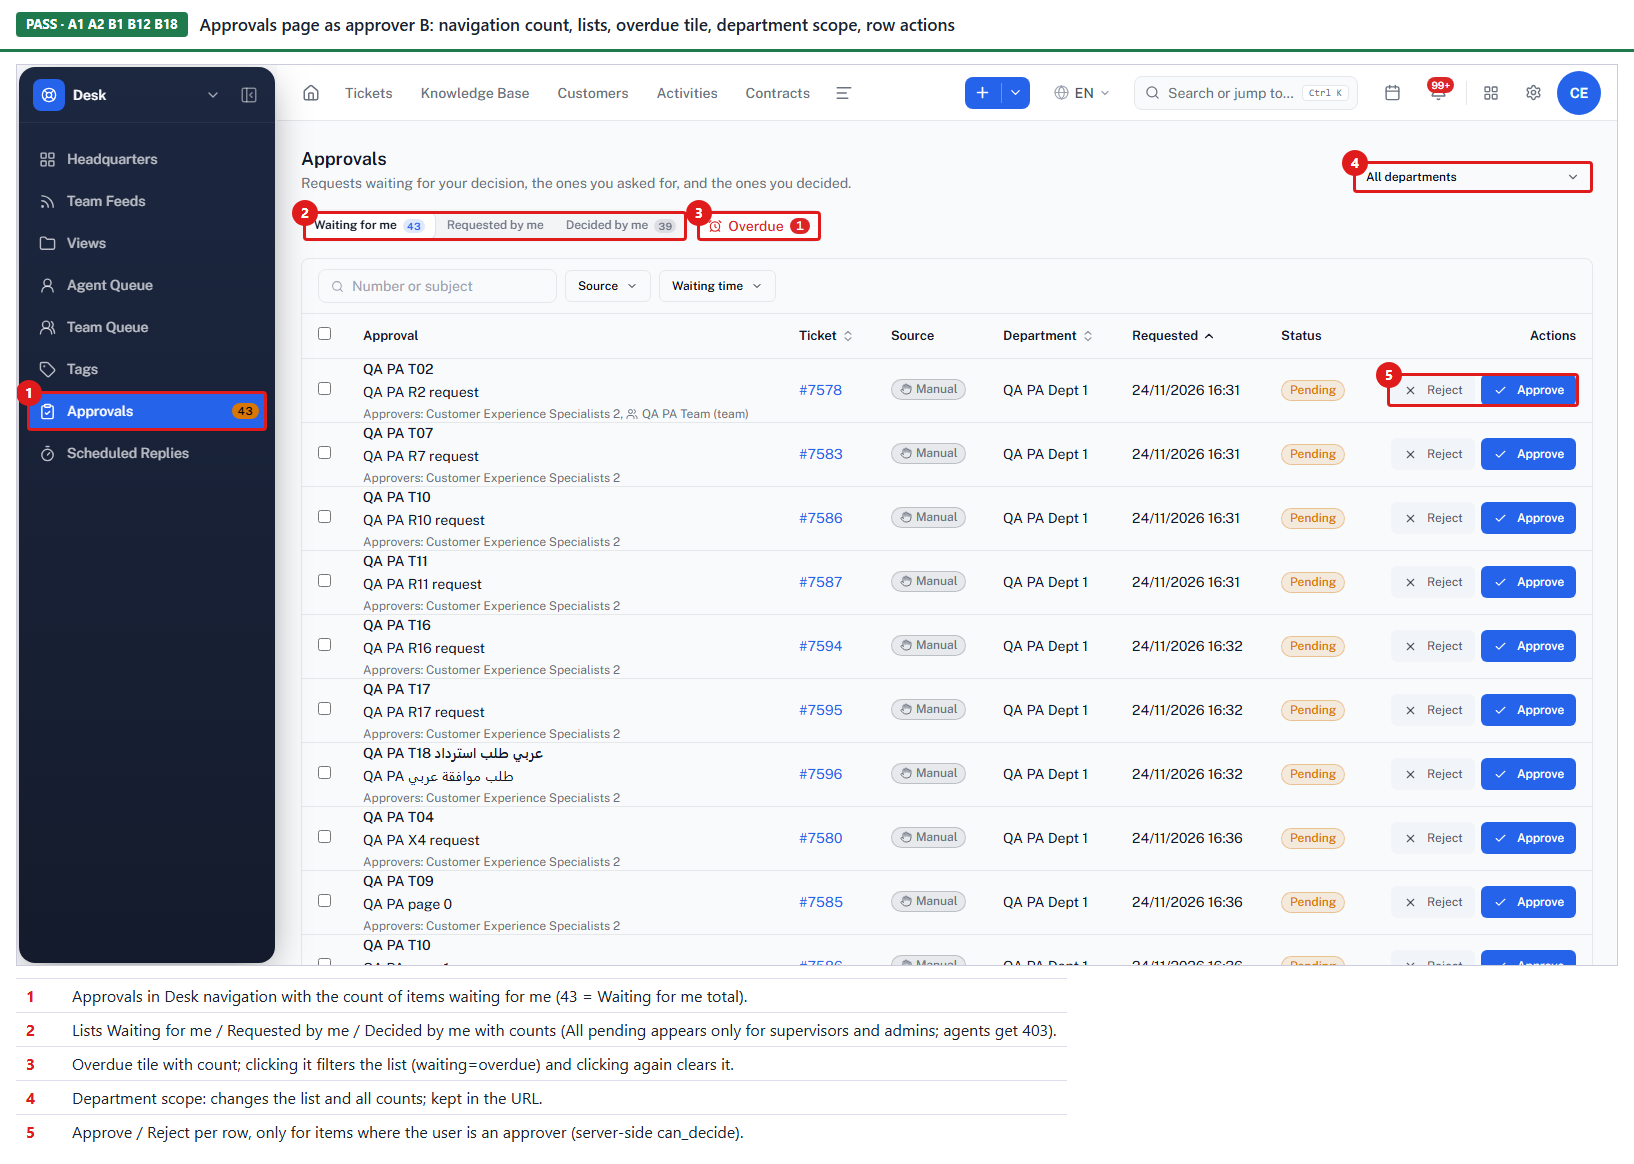 PASS · A1 A2 B1 B12 B18 Approvals page as approver B: navigation count, lists, overdue tile, department scope, row actions
Desk
Headquarters
Team Feeds
Views
Agent Queue
Team Queue
Tags
1
Approvals 43
Scheduled Replies
Tickets Knowledge Base Customers Activities Contracts
EN
Search or jump to... Ctrl K
99+
CE
Approvals
Requests waiting for your decision, the ones you asked for, and the ones you decided.
4
All departments
2
Waiting for me 43 Requested by me Decided by me 39
3
Overdue 1
Number or subject Source Waiting time
Approval Ticket Source Department Requested Status Actions
5
QA PA T02
QA PA R2 request
Approvers: Customer Experience Specialists 2, QA PA Team (team)
#7578 Manual QA PA Dept 1 24/11/2026 16:31 Pending Reject Approve
QA PA T07
QA PA R7 request
Approvers: Customer Experience Specialists 2
#7583 Manual QA PA Dept 1 24/11/2026 16:31 Pending Reject Approve
QA PA T10
QA PA R10 request
Approvers: Customer Experience Specialists 2
#7586 Manual QA PA Dept 1 24/11/2026 16:31 Pending Reject Approve
QA PA T11
QA PA R11 request
Approvers: Customer Experience Specialists 2
#7587 Manual QA PA Dept 1 24/11/2026 16:31 Pending Reject Approve
QA PA T16
QA PA R16 request
Approvers: Customer Experience Specialists 2
#7594 Manual QA PA Dept 1 24/11/2026 16:32 Pending Reject Approve
QA PA T17
QA PA R17 request
Approvers: Customer Experience Specialists 2
#7595 Manual QA PA Dept 1 24/11/2026 16:32 Pending Reject Approve
QA PA T18 عربي طلب استرداد
QA PA طلب موافقة عربي
Approvers: Customer Experience Specialists 2
#7596 Manual QA PA Dept 1 24/11/2026 16:32 Pending Reject Approve
QA PA T04
QA PA X4 request
Approvers: Customer Experience Specialists 2
#7580 Manual QA PA Dept 1 24/11/2026 16:36 Pending Reject Approve
QA PA T09
QA PA page 0
Approvers: Customer Experience Specialists 2
#7585 Manual QA PA Dept 1 24/11/2026 16:36 Pending Reject Approve
QA PA T10
1 Approvals in Desk navigation with the count of items waiting for me (43 = Waiting for me total).
2 Lists Waiting for me / Requested by me / Decided by me with counts (All pending appears only for supervisors and admins; agents get 403).
3 Overdue tile with count; clicking it filters the list (waiting=overdue) and clicking again clears it.
4 Department scope: changes the list and all counts; kept in the URL.
5 Approve / Reject per row, only for items where the user is an approver (server-side can_decide).